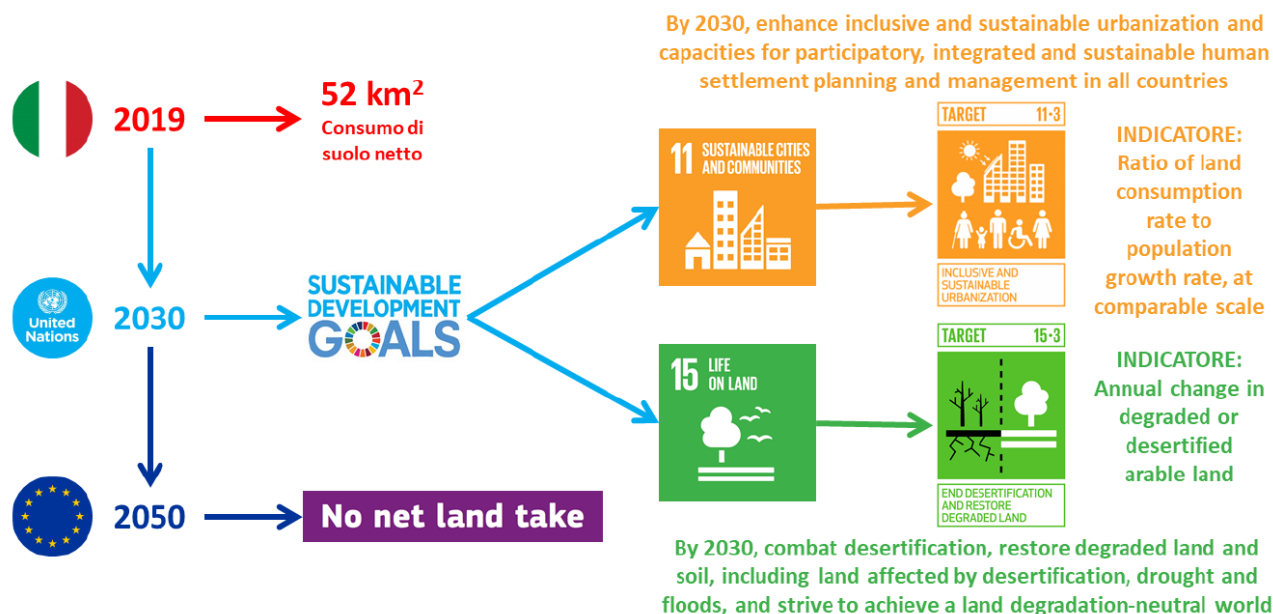 By 2030, enhance inclusive and sustainable urbanization and
capacities for participatory, integrated and sustainable human
settlement planning and management in all countries
2019
52 km²
Consumo di
suolo netto
11 SUSTAINABLE CITIES
AND COMMUNITIES
TARGET 11·3
INCLUSIVE AND
SUSTAINABLE
URBANIZATION
INDICATORE:
Ratio of land
consumption
rate to
population
growth rate, at
comparable scale
United
Nations
2030
SUSTAINABLE
DEVELOPMENT
GOALS
15 LIFE
ON LAND
TARGET 15·3
END DESERTIFICATION
AND RESTORE
DEGRADED LAND
INDICATORE:
Annual change in
degraded or
desertified
arable land
2050
No net land take
By 2030, combat desertification, restore degraded land and
soil, including land affected by desertification, drought and
floods, and strive to achieve a land degradation-neutral world